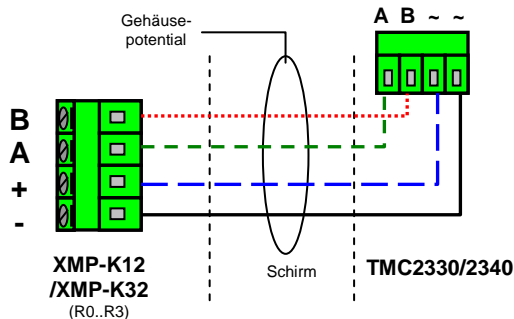 Gehäuse-
potential
A B ~ ~
B
A
+
-
XMP-K12
/XMP-K32
(R0..R3)
Schirm
TMC2330/2340